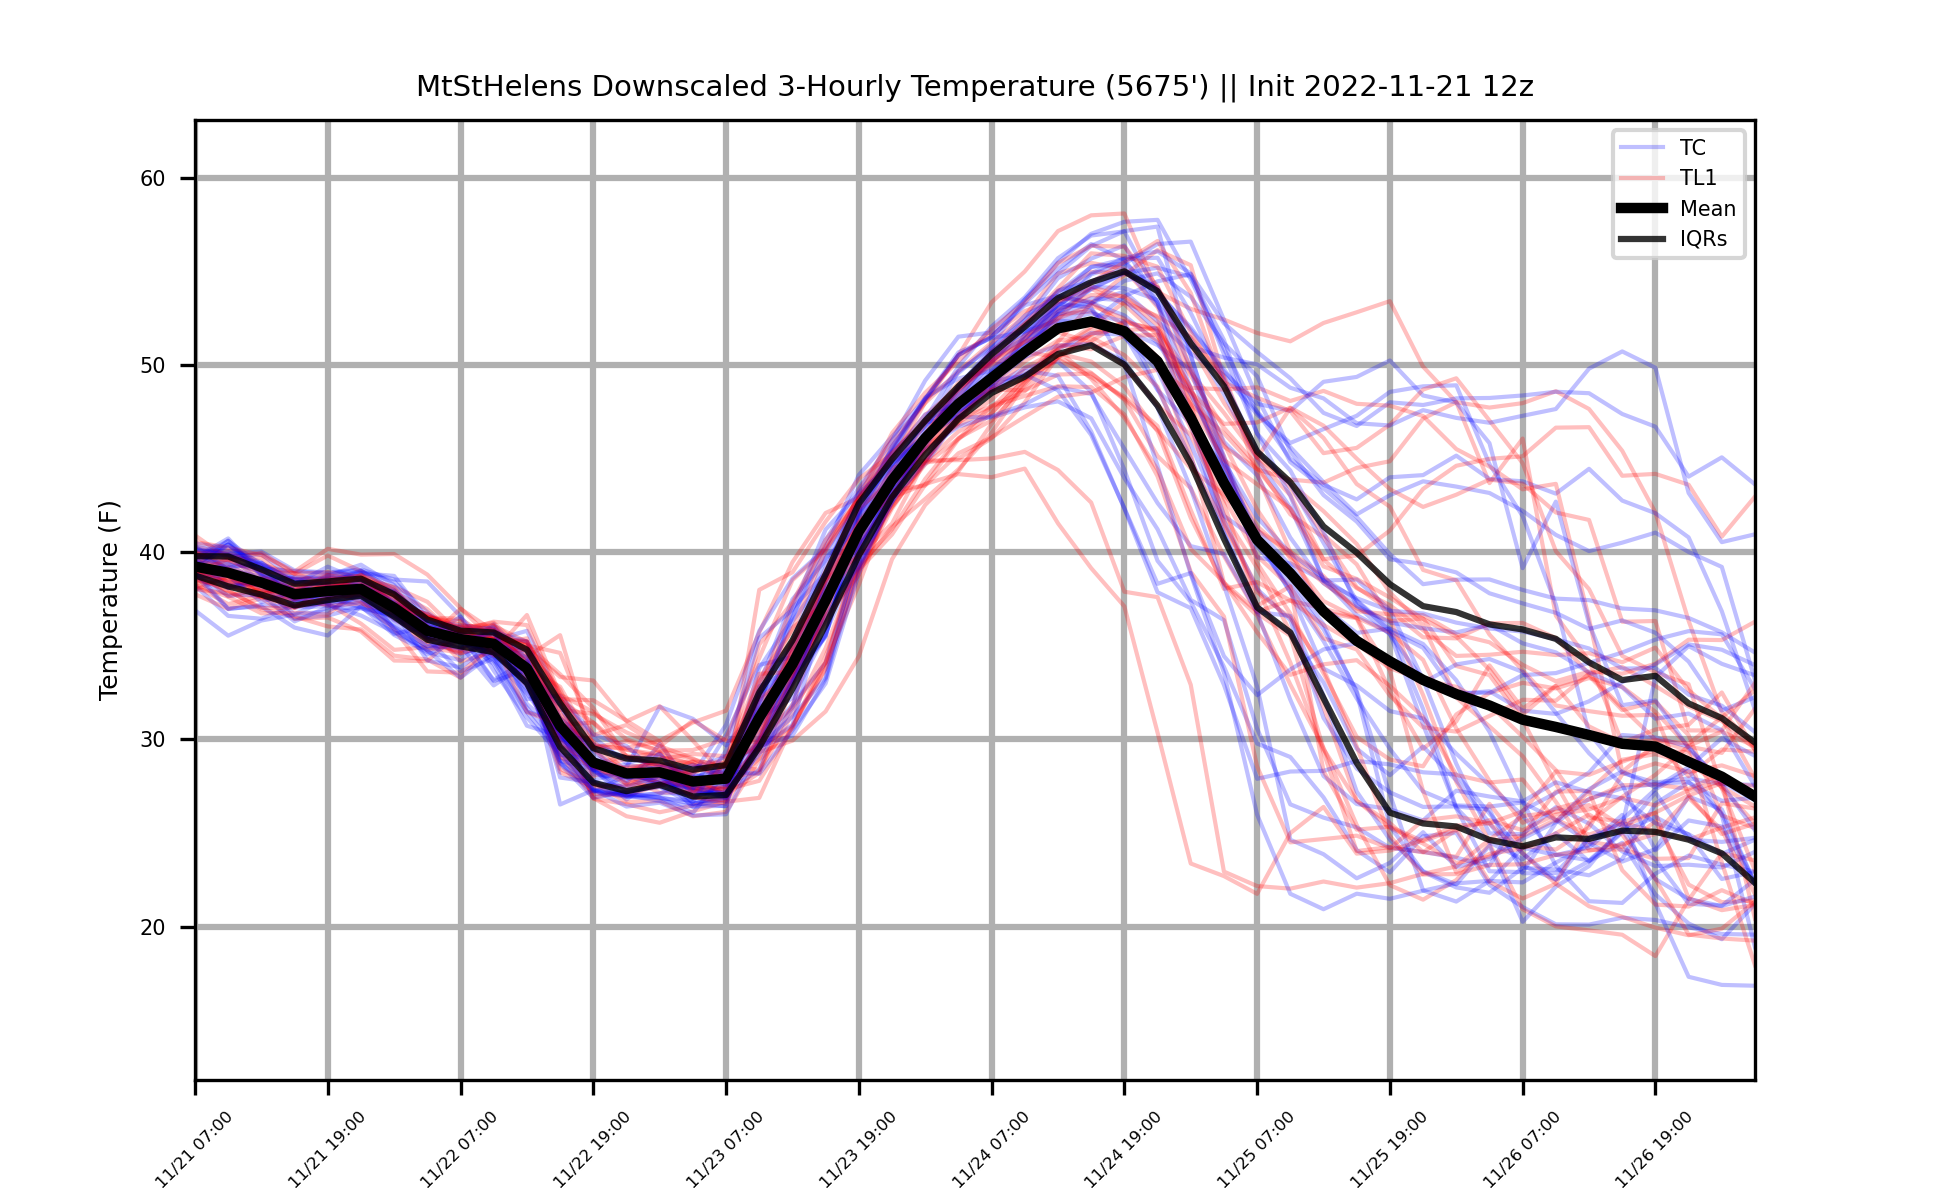 MtStHelens Downscaled 3-Hourly Temperature (5675') || Init 2022-11-21 12z
TC
TL1
Mean
IQRs
Temperature (F)
60
50
40
30
20
11/21 07:00
11/21 19:00
11/22 07:00
11/22 19:00
11/23 07:00
11/23 19:00
11/24 07:00
11/24 19:00
11/25 07:00
11/25 19:00
11/26 07:00
11/26 19:00